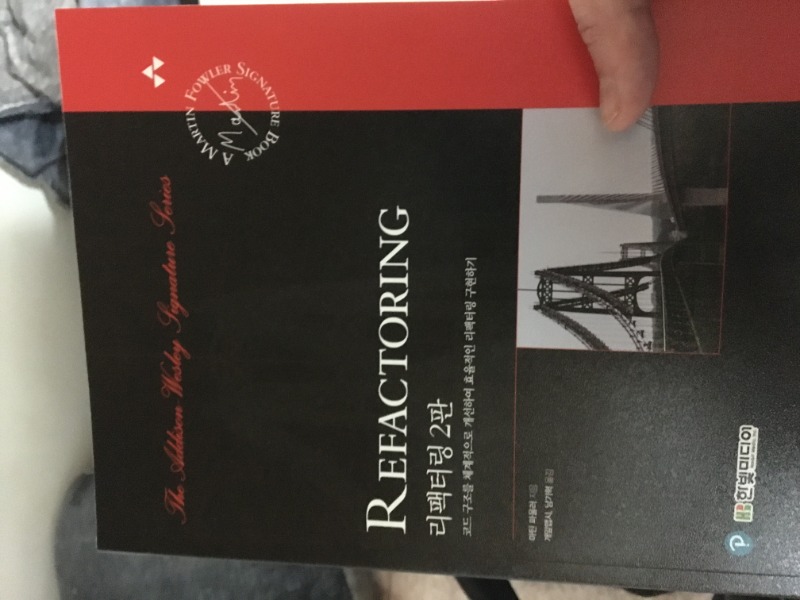 The Addison Wesley Signature Series
A MARTIN FOWLER SIGNATURE BOOK
Martin
REFACTORING
리팩터링 2판
코드 구조를 체계적으로 개선하여 효율적인 리팩터링 구현하기
마틴 파울러 지음
개앞맵시, 남기혁 옮김
P
HB 한빛미디어